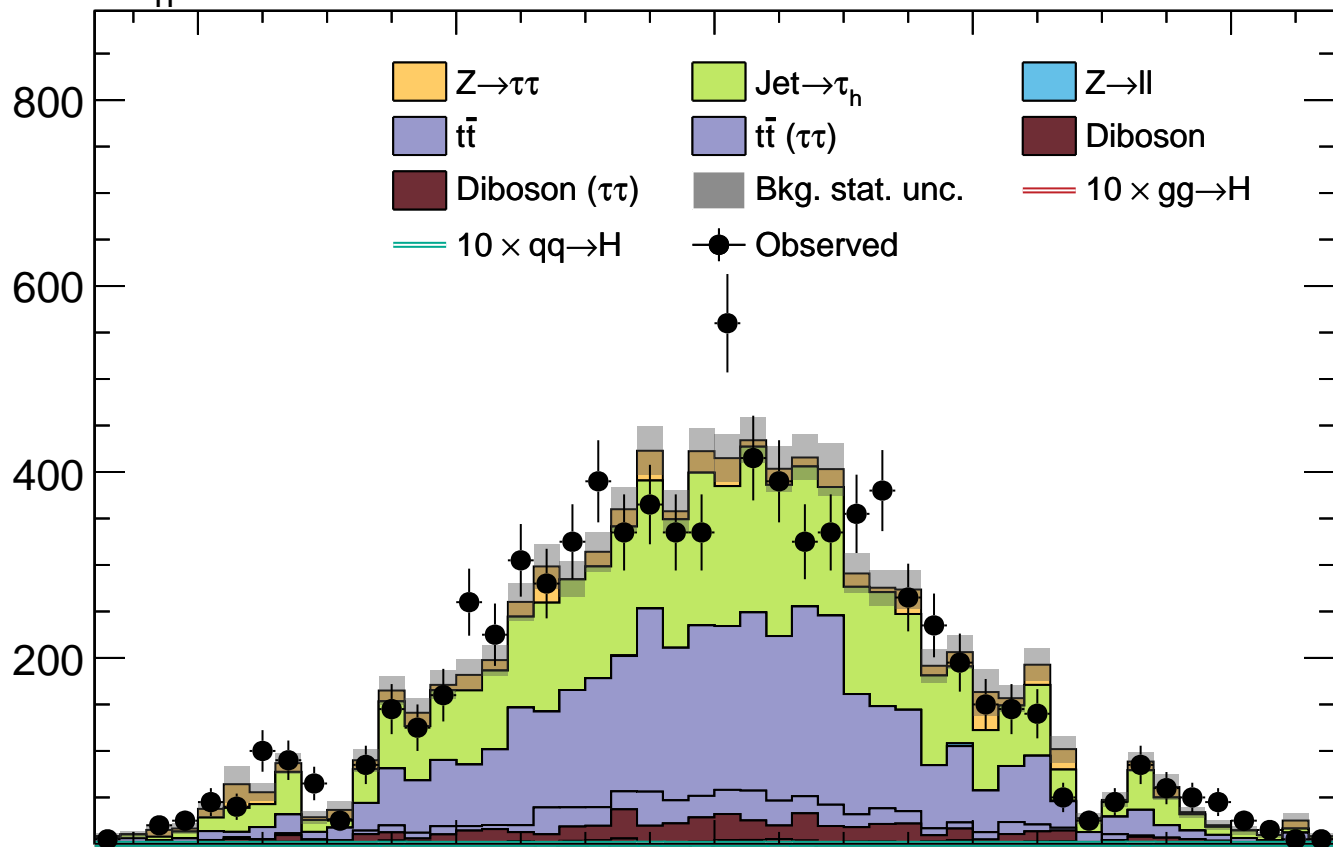 Z→ττ Jet→τh Z→ll
tt̄ tt̄ (ττ) Diboson
Diboson (ττ) Bkg. stat. unc. 10 × gg→H
10 × qq→H Observed
800
600
400
200